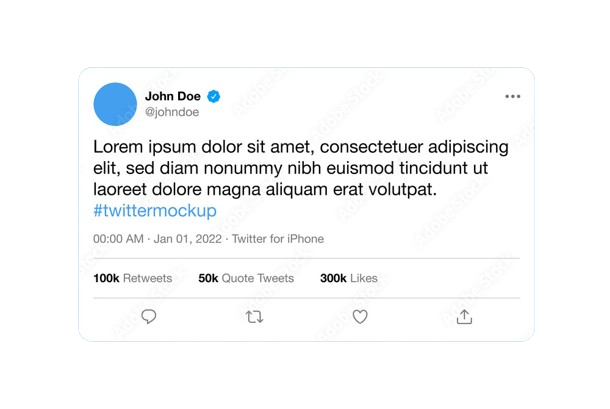 John Doe
@johndoe
Lorem ipsum dolor sit amet, consectetuer adipiscing
elit, sed diam nonummy nibh euismod tincidunt ut
laoreet dolore magna aliquam erat volutpat.
#twittermockup
00:00 AM · Jan 01, 2022 · Twitter for iPhone
100k Retweets 50k Quote Tweets 300k Likes